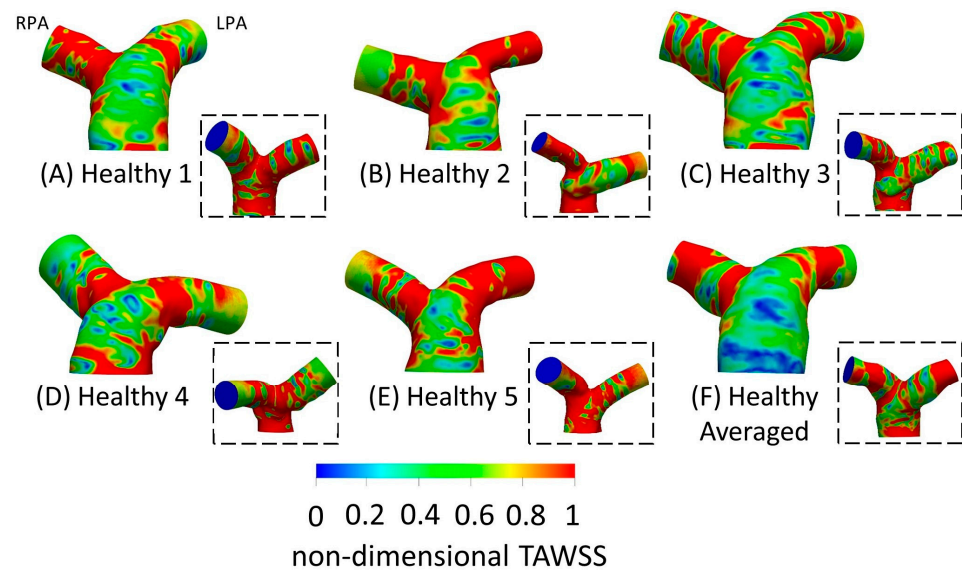 RPA
LPA
(A) Healthy 1
(B) Healthy 2
(C) Healthy 3
(D) Healthy 4
(E) Healthy 5
(F) Healthy
Averaged
0 0.2 0.4 0.6 0.8 1
non-dimensional TAWSS